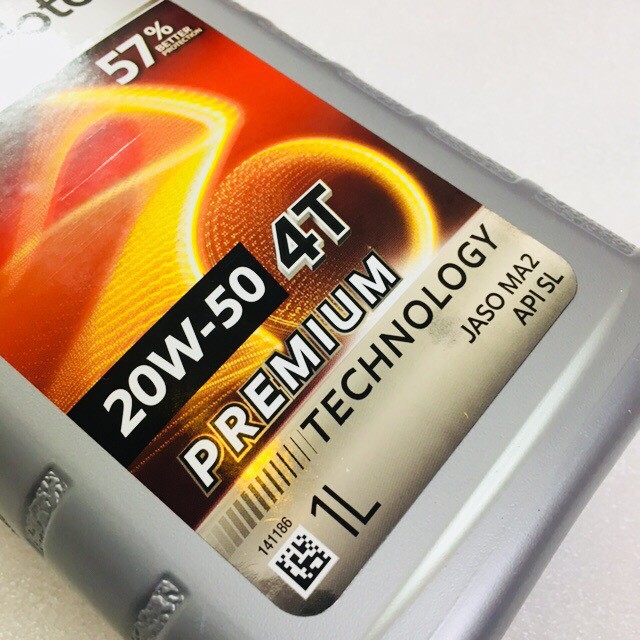 57%
BETTER
PROTECTION
4T
20W-50
PREMIUM
TECHNOLOGY
JASO MA2
API SL
1L
141186